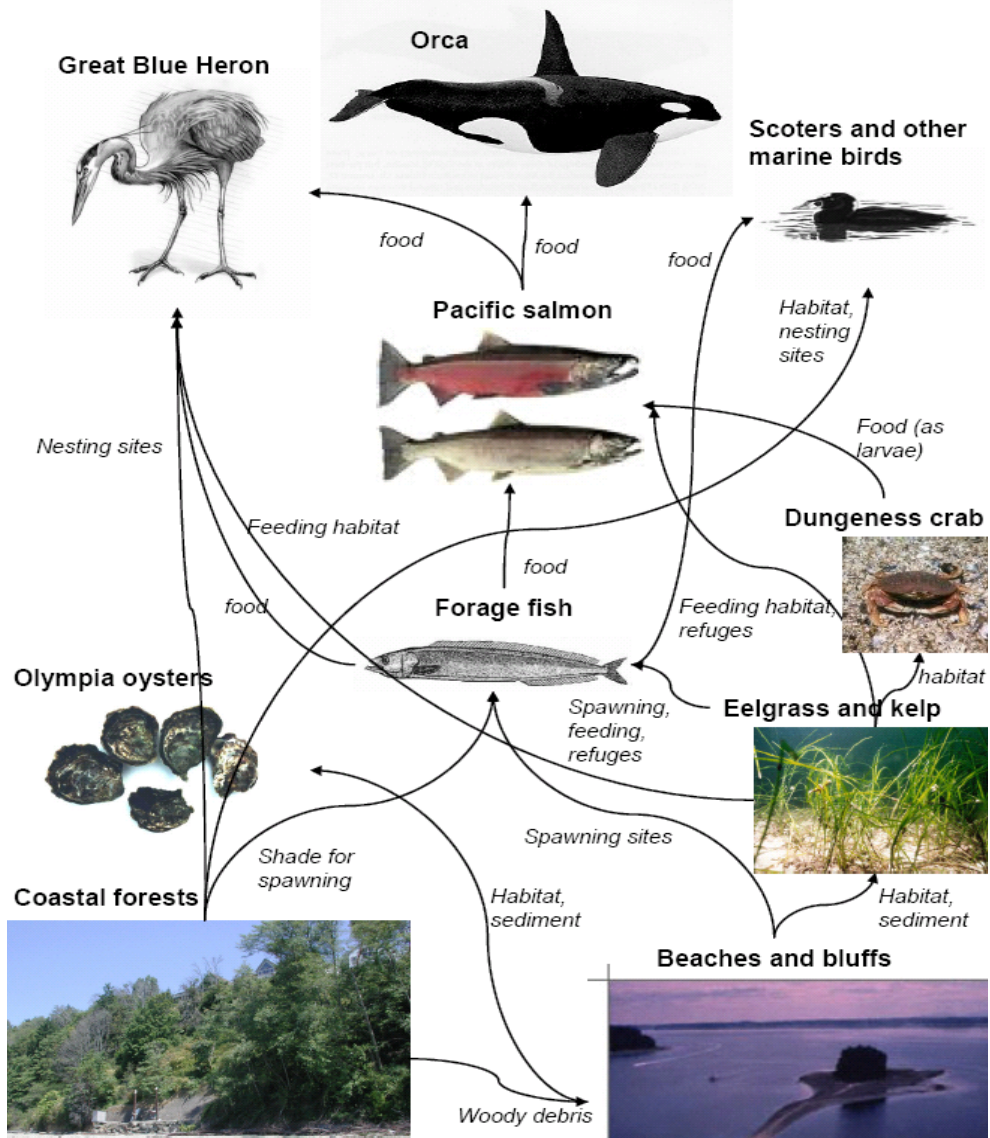 Orca
Great Blue Heron
Scoters and other
marine birds
food
food
food
Pacific salmon
Habitat,
nesting
sites
Nesting sites
Food (as
larvae)
Dungeness crab
Feeding habitat
food
Forage fish
food
Feeding habitat,
refuges
Olympia oysters
habitat
Spawning,
feeding,
refuges
Eelgrass and kelp
Spawning sites
Shade for
spawning
Coastal forests
Habitat,
sediment
Habitat,
sediment
Beaches and bluffs
Woody debris